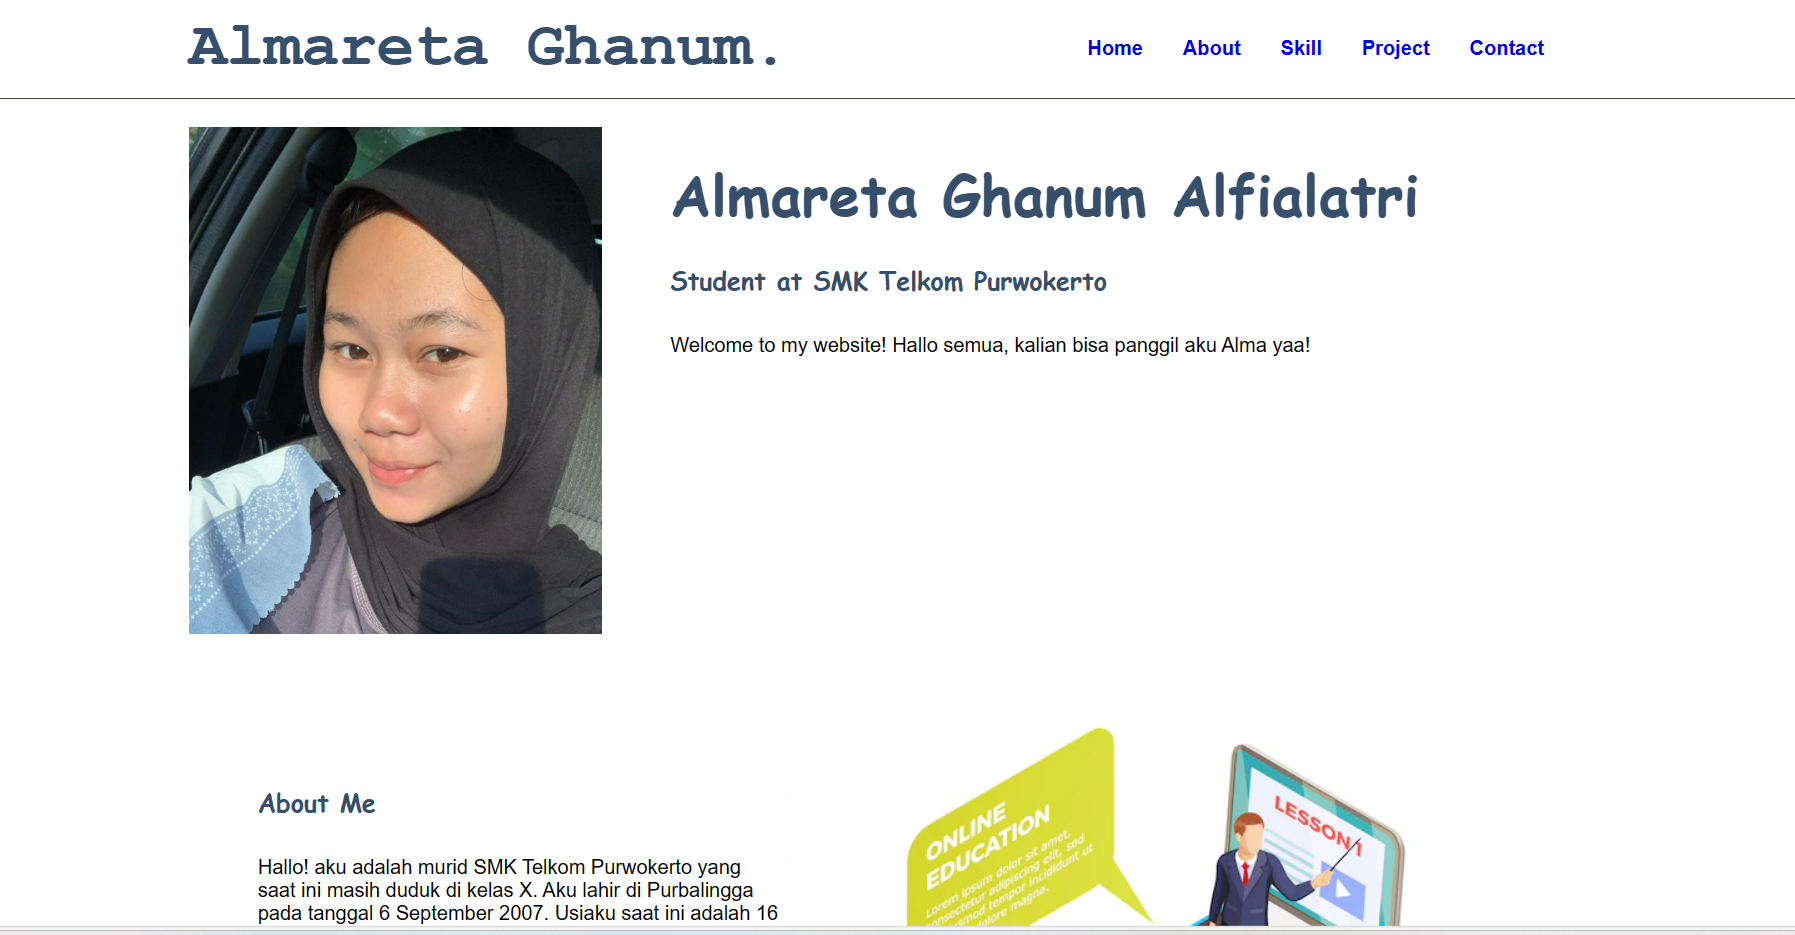 Almareta Ghanum.
Home About Skill Project Contact
Almareta Ghanum Alfialatri
Student at SMK Telkom Purwokerto
Welcome to my website! Hallo semua, kalian bisa panggil aku Alma yaa!
About Me
Hallo! aku adalah murid SMK Telkom Purwokerto yang
saat ini masih duduk di kelas X. Aku lahir di Purbalingga
pada tanggal 6 September 2007. Usiaku saat ini adalah 16
ONLINE
EDUCATION
Lorem ipsum dolor sit amet,
consectetur adipiscing elit, sed
eiusmod tempor incididunt ut
dolore magna.
LESSON 1